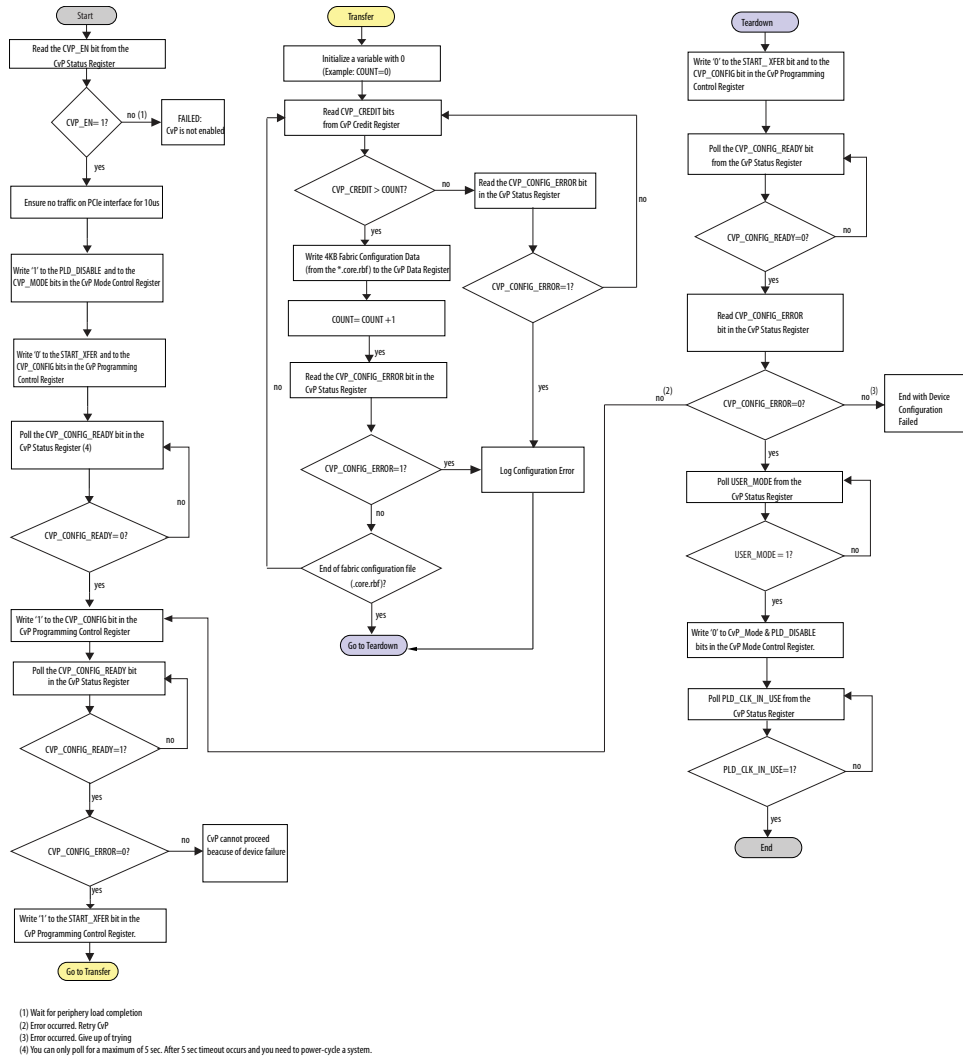 Start
Read the CVP_EN bit from the
CvP Status Register
CVP_EN= 1?
no (1)
FAILED:
CvP is not enabled
yes
Ensure no traffic on PCIe interface for 10us
Write '1' to the PLD_DISABLE and to the
CVP_MODE bits in the CvP Mode Control Register
Write '0' to the START_XFER and to the
CVP_CONFIG bits in the CvP Programming
Control Register
Poll the CVP_CONFIG_READY bit in the
CvP Status Register (4)
no
CVP_CONFIG_READY= 0?
yes
Write '1' to the CVP_CONFIG bit in the
CvP Programming Control Register
Poll the CVP_CONFIG_READY bit
in the CvP Status Register
CVP_CONFIG_READY=1?
no
yes
CVP_CONFIG_ERROR=0?
no
CvP cannot proceed
beacuse of device failure
yes
Write '1' to the START_XFER bit in the
CvP Programming Control Register.
Go to Transfer
Transfer
Initialize a variable with 0
(Example: COUNT=0)
Read CVP_CREDIT bits
from CvP Credit Register
CVP_CREDIT > COUNT?
no
Read the CVP_CONFIG_ERROR bit
in the CvP Status Register
no
yes
Write 4KB Fabric Configuration Data
(from the *.core.rbf) to the CvP Data Register
CVP_CONFIG_ERROR=1?
COUNT= COUNT +1
yes
no
Read the CVP_CONFIG_ERROR bit in the
CvP Status Register
yes
CVP_CONFIG_ERROR=1?
yes
Log Configuration Error
no
End of fabric configuration file
(.core.rbf)?
yes
Go to Teardown
Teardown
Write '0' to the START_ XFER bit and to the
CVP_CONFIG bit in the CvP Programming
Control Register
Poll the CVP_CONFIG_READY bit
from the CvP Status Register
CVP_CONFIG_READY=0?
no
yes
Read CVP_CONFIG_ERROR
bit in the CvP Status Register
no(2)
CVP_CONFIG_ERROR=0?
no(3)
End with Device
Configuration
Failed
yes
Poll USER_MODE from the
CvP Status Register
USER_MODE = 1?
no
yes
Write '0' to CvP_Mode & PLD_DISABLE
bits in the CvP Mode Control Register.
Poll PLD_CLK_IN_USE from the
CvP Status Register
PLD_CLK_IN_USE=1?
no
yes
End
(1) Wait for periphery load completion
(2) Error occurred. Retry CvP
(3) Error occurred. Give up of trying
(4) You can only poll for a maximum of 5 sec. After 5 sec timeout occurs and you need to power-cycle a system.